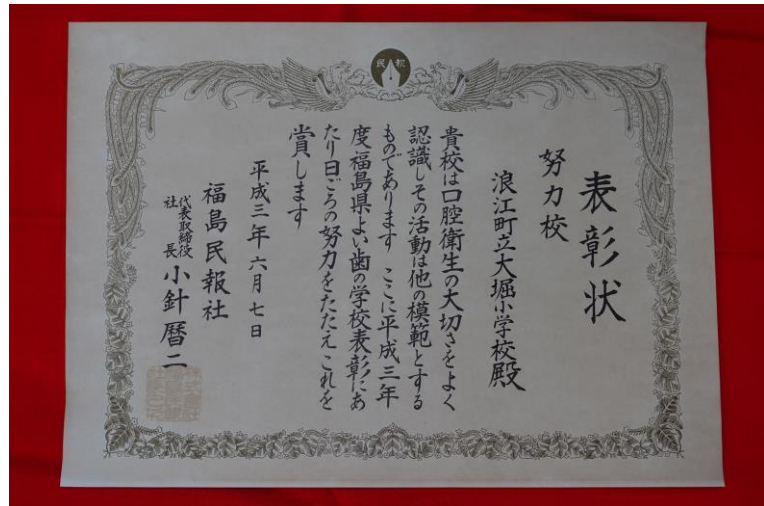 民報
表彰状
努力校
浪江町立大堀小学校殿
貴校は口腔衛生の大切さをよく
認識しその活動は他の模範とする
ものであります ここに平成三年
度福島県よい歯の学校表彰にあ
たり日ごろの努力をたたえこれを
賞します
平成三年六月七日
福島民報社
代表取締役
社長 小針暦二